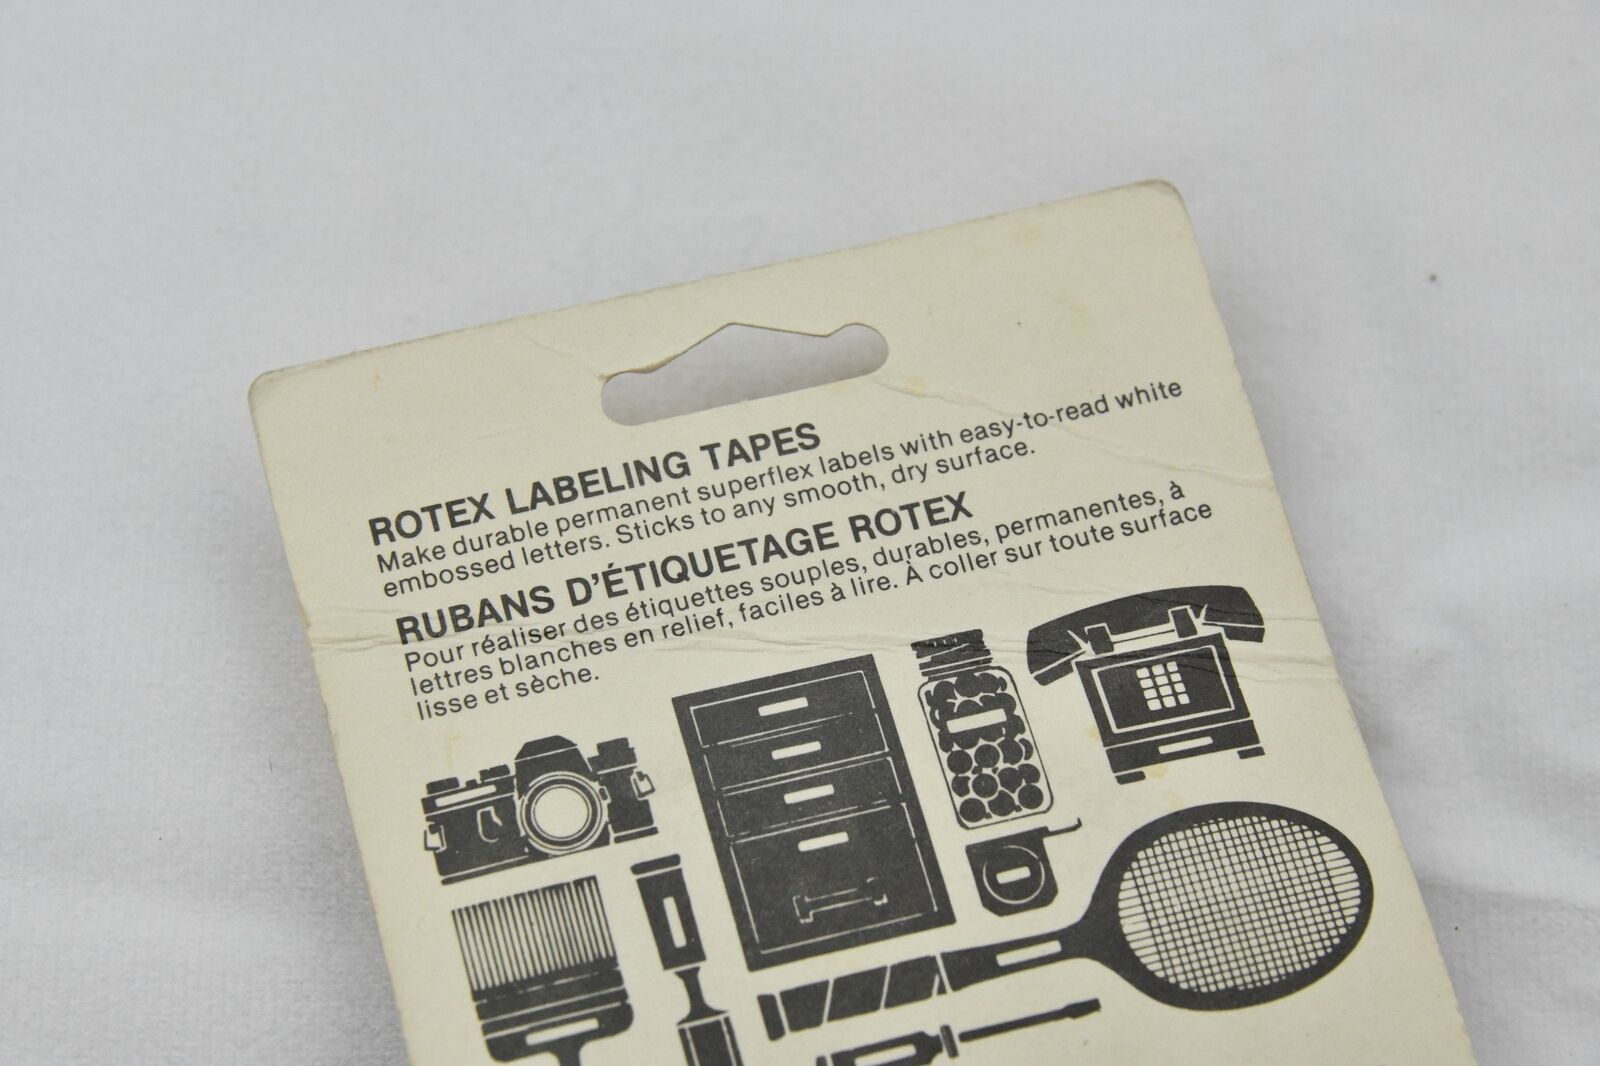 ROTEX LABELING TAPES
Make durable permanent superflex labels with easy-to-read white
embossed letters. Sticks to any smooth, dry surface.
RUBANS D'ÉTIQUETAGE ROTEX
Pour réaliser des étiquettes souples, durables, permanentes, à
lettres blanches en relief, faciles à lire. À coller sur toute surface
lisse et sèche.